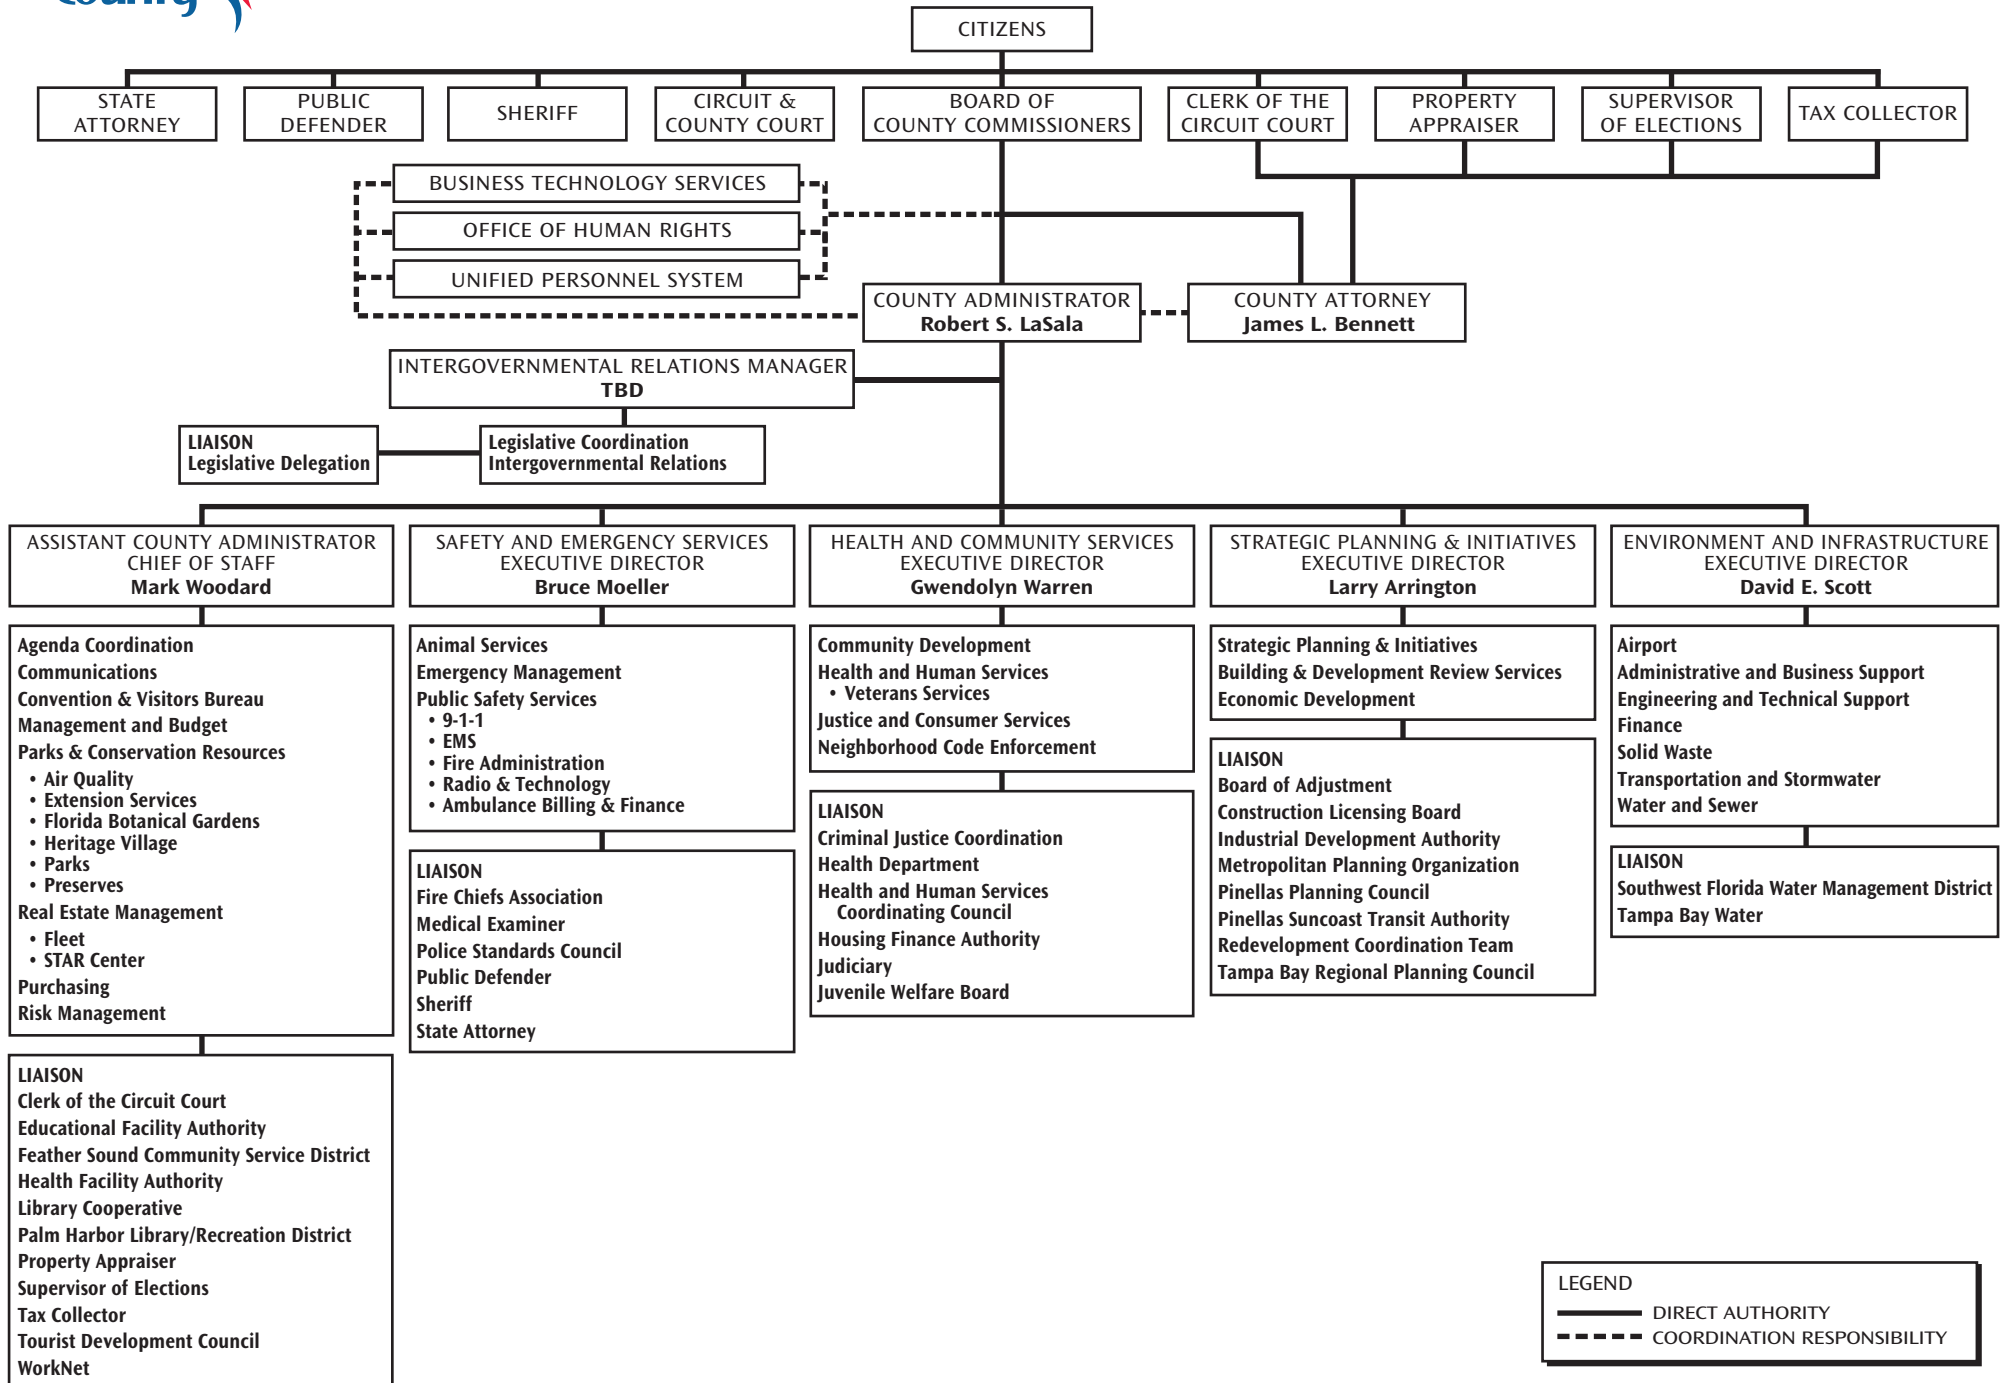 County
CITIZENS
STATE
ATTORNEY
PUBLIC
DEFENDER
SHERIFF
CIRCUIT &
COUNTY COURT
BOARD OF
COUNTY COMMISSIONERS
CLERK OF THE
CIRCUIT COURT
PROPERTY
APPRAISER
SUPERVISOR
OF ELECTIONS
TAX COLLECTOR
BUSINESS TECHNOLOGY SERVICES
OFFICE OF HUMAN RIGHTS
UNIFIED PERSONNEL SYSTEM
COUNTY ADMINISTRATOR
Robert S. LaSala
COUNTY ATTORNEY
James L. Bennett
INTERGOVERNMENTAL RELATIONS MANAGER
TBD
LIAISON
Legislative Delegation
Legislative Coordination
Intergovernmental Relations
ASSISTANT COUNTY ADMINISTRATOR
CHIEF OF STAFF
Mark Woodard
Agenda Coordination
Communications
Convention & Visitors Bureau
Management and Budget
Parks & Conservation Resources
• Air Quality
• Extension Services
• Florida Botanical Gardens
• Heritage Village
• Parks
• Preserves
Real Estate Management
• Fleet
• STAR Center
Purchasing
Risk Management
LIAISON
Clerk of the Circuit Court
Educational Facility Authority
Feather Sound Community Service District
Health Facility Authority
Library Cooperative
Palm Harbor Library/Recreation District
Property Appraiser
Supervisor of Elections
Tax Collector
Tourist Development Council
WorkNet
SAFETY AND EMERGENCY SERVICES
EXECUTIVE DIRECTOR
Bruce Moeller
Animal Services
Emergency Management
Public Safety Services
• 9-1-1
• EMS
• Fire Administration
• Radio & Technology
• Ambulance Billing & Finance
LIAISON
Fire Chiefs Association
Medical Examiner
Police Standards Council
Public Defender
Sheriff
State Attorney
HEALTH AND COMMUNITY SERVICES
EXECUTIVE DIRECTOR
Gwendolyn Warren
Community Development
Health and Human Services
• Veterans Services
Justice and Consumer Services
Neighborhood Code Enforcement
LIAISON
Criminal Justice Coordination
Health Department
Health and Human Services
Coordinating Council
Housing Finance Authority
Judiciary
Juvenile Welfare Board
STRATEGIC PLANNING & INITIATIVES
EXECUTIVE DIRECTOR
Larry Arrington
Strategic Planning & Initiatives
Building & Development Review Services
Economic Development
LIAISON
Board of Adjustment
Construction Licensing Board
Industrial Development Authority
Metropolitan Planning Organization
Pinellas Planning Council
Pinellas Suncoast Transit Authority
Redevelopment Coordination Team
Tampa Bay Regional Planning Council
ENVIRONMENT AND INFRASTRUCTURE
EXECUTIVE DIRECTOR
David E. Scott
Airport
Administrative and Business Support
Engineering and Technical Support
Finance
Solid Waste
Transportation and Stormwater
Water and Sewer
LIAISON
Southwest Florida Water Management District
Tampa Bay Water
LEGEND
DIRECT AUTHORITY
COORDINATION RESPONSIBILITY